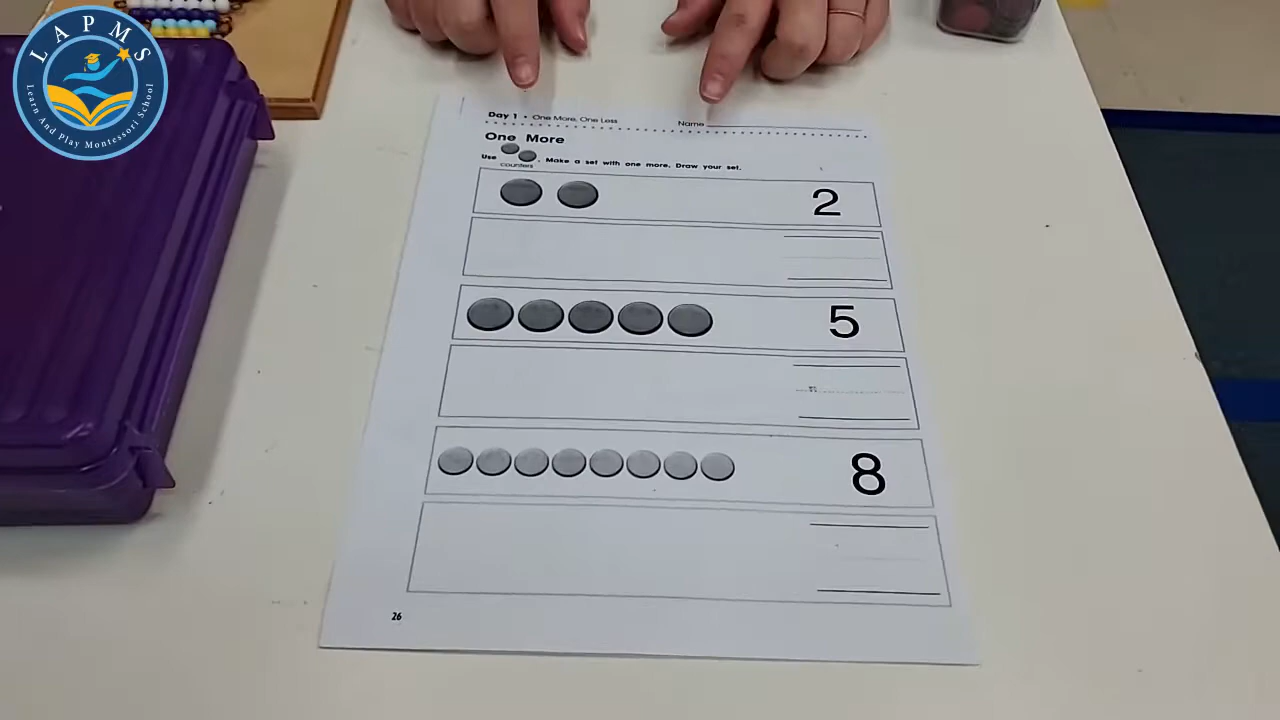 LAPMS
Learn And Play Montessori School
Day 1 • One More, One Less
Name
One More
Use
counters
. Make a set with one more. Draw your set.
2
5
8
26